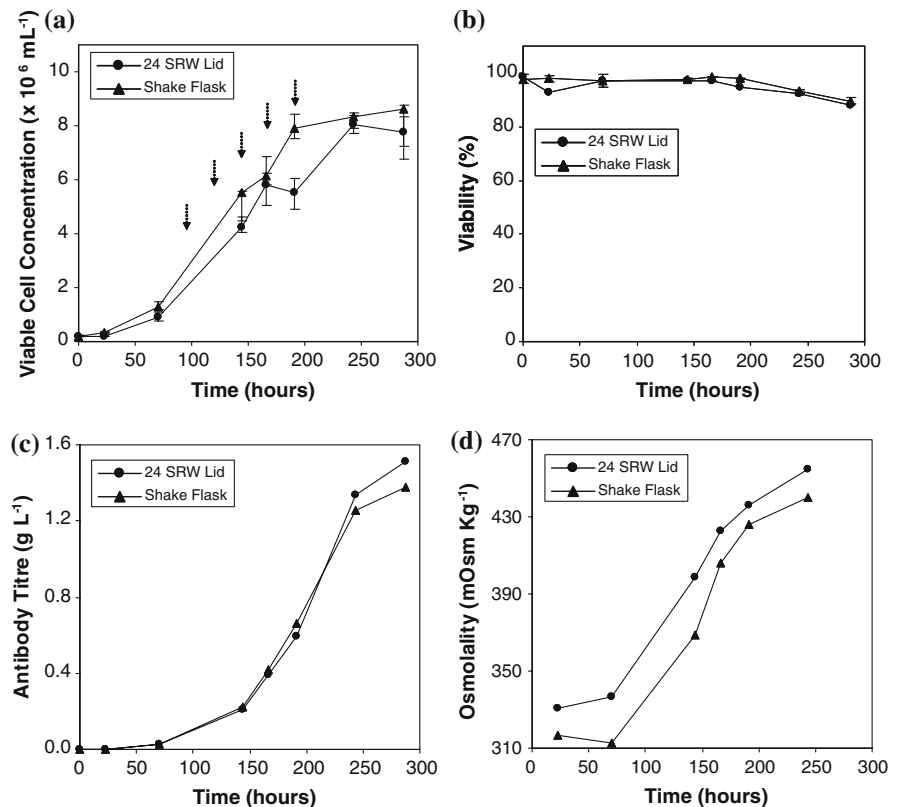 (a)
Viable Cell Concentration (x 10⁶ mL⁻¹)
10
8
6
4
2
0
24 SRW Lid
Shake Flask
0 50 100 150 200 250 300
Time (hours)
(b)
Viability (%)
100
80
60
40
20
0
24 SRW Lid
Shake Flask
0 50 100 150 200 250 300
Time (hours)
(c)
Antibody Titre (g L⁻¹)
1.6
1.2
0.8
0.4
0.0
24 SRW Lid
Shake Flask
0 50 100 150 200 250 300
Time (hours)
(d)
Osmolality (mOsm Kg⁻¹)
470
430
390
350
310
24 SRW Lid
Shake Flask
0 50 100 150 200 250 300
Time (hours)